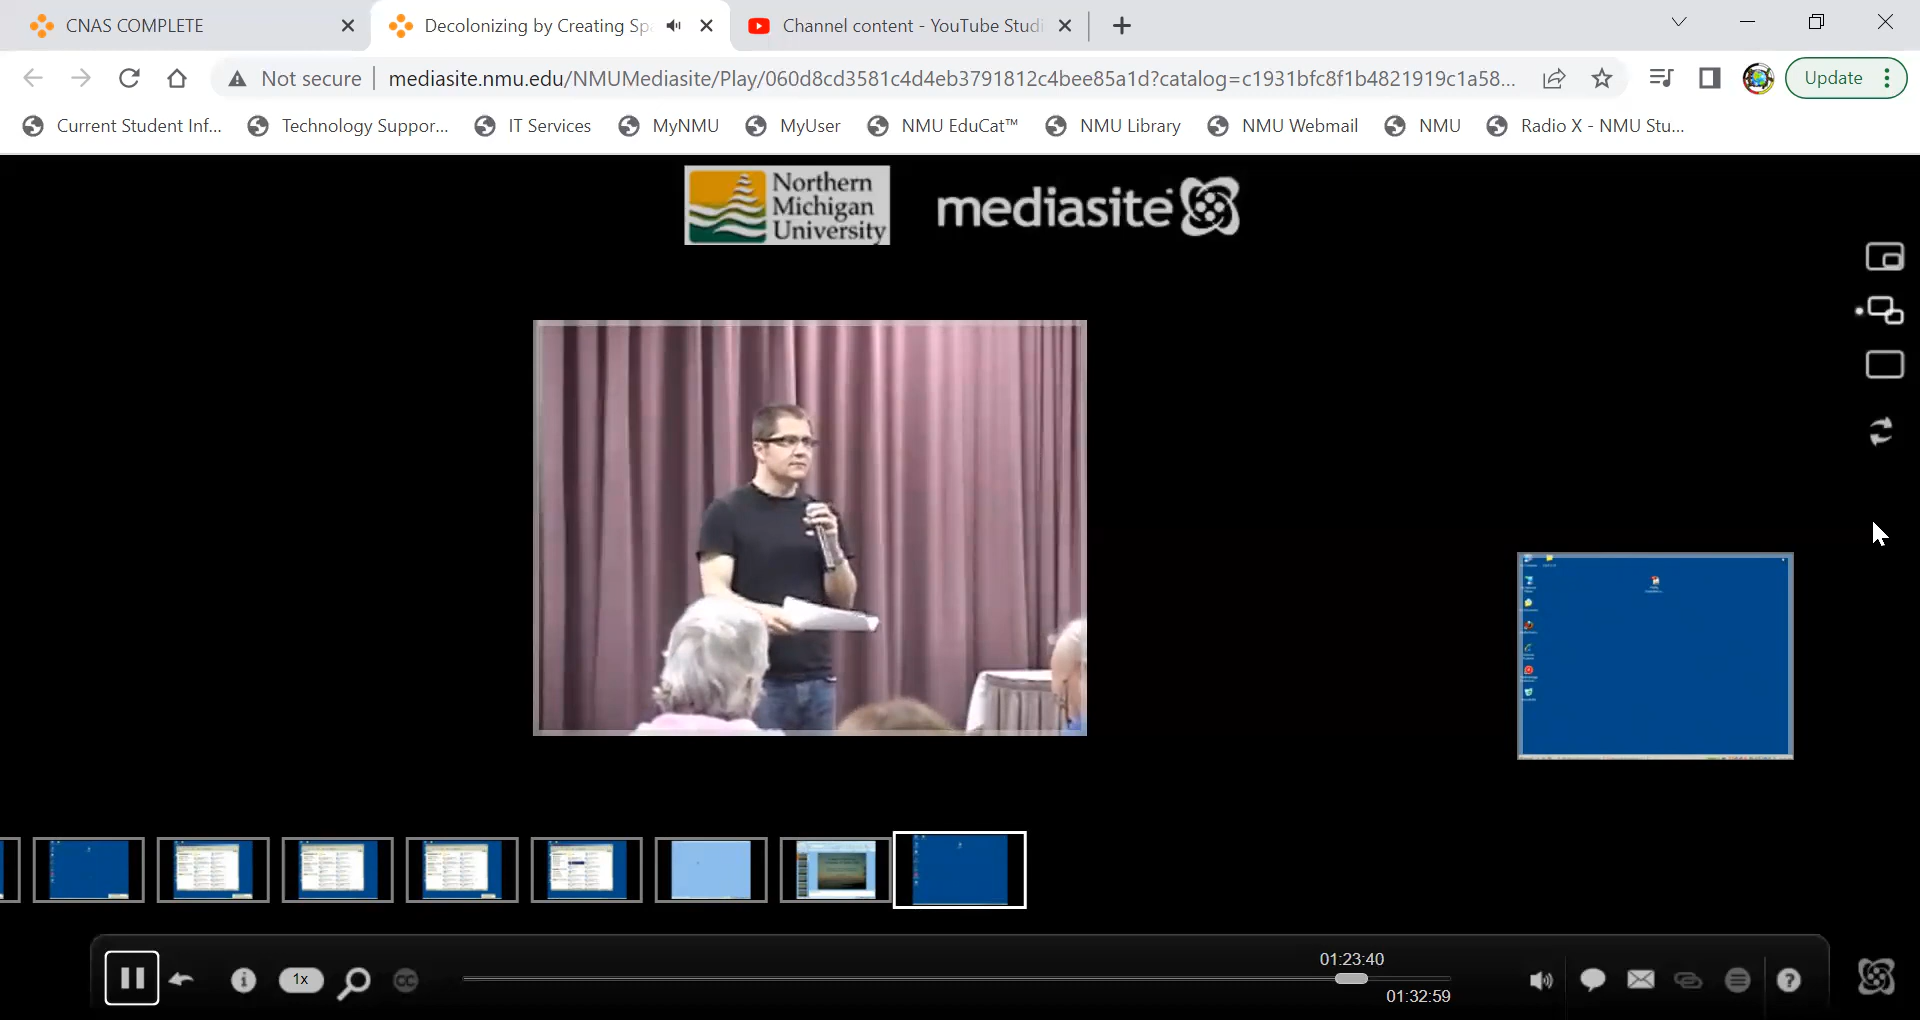 CNAS COMPLETE
Decolonizing by Creating Sp
Channel content - YouTube Studi
Not secure
mediasite.nmu.edu/NMUMediasite/Play/060d8cd3581c4d4eb3791812c4bee85a1d?catalog=c1931bfc8f1b4821919c1a58...
Update
Current Student Inf...
Technology Suppor...
IT Services
MyNMU
MyUser
NMU EduCat™
NMU Library
NMU Webmail
NMU
Radio X - NMU Stu...
Northern
Michigan
University
mediasite
01:23:40
1x
CC
01:32:59